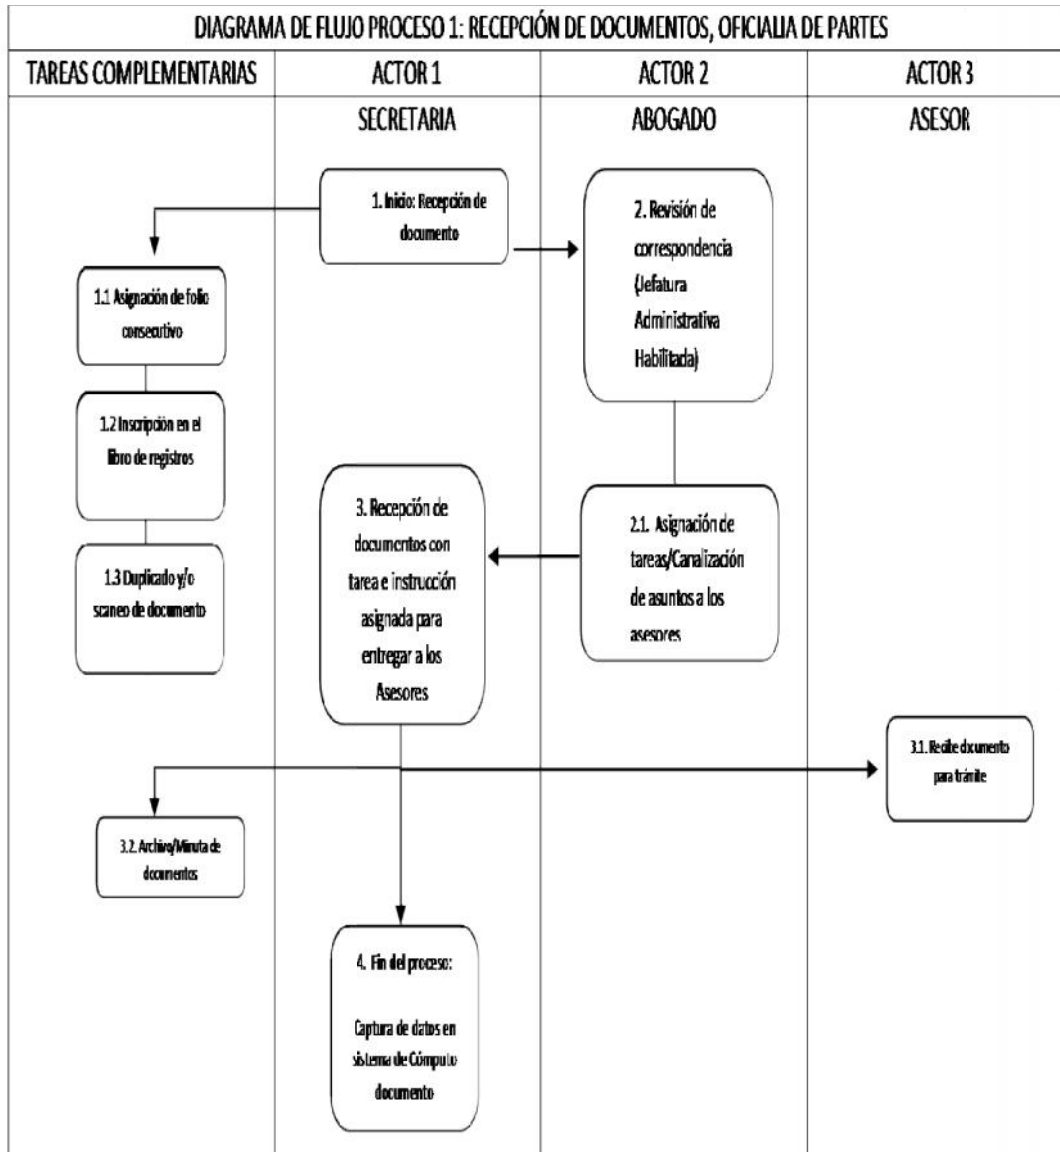 DIAGRAMA DE FLUJO PROCESO 1: RECEPCIÓN DE DOCUMENTOS, OFICIALIA DE PARTES
TAREAS COMPLEMENTARIAS
ACTOR 1
ACTOR 2
ACTOR 3
SECRETARIA
ABOGADO
ASESOR
1. Inicio: Recepción de
documento
2. Revisión de
correspondencia
(Jefatura
Administrativa
Habilitada)
1.1 Asignación de folio
consecutivo
1.2 Inscripción en el
libro de registros
1.3 Duplicado y/o
scaneo de documento
2.1. Asignación de
tareas/Canalización
de asuntos a los
asesores
3. Recepción de
documentos con
tarea e instrucción
asignada para
entregar a los
Asesores
3.1. Recibe documento
para trámite
3.2. Archivo/Minuta de
documentos
4. Fin del proceso:
Captura de datos en
sistema de Cómputo
documento